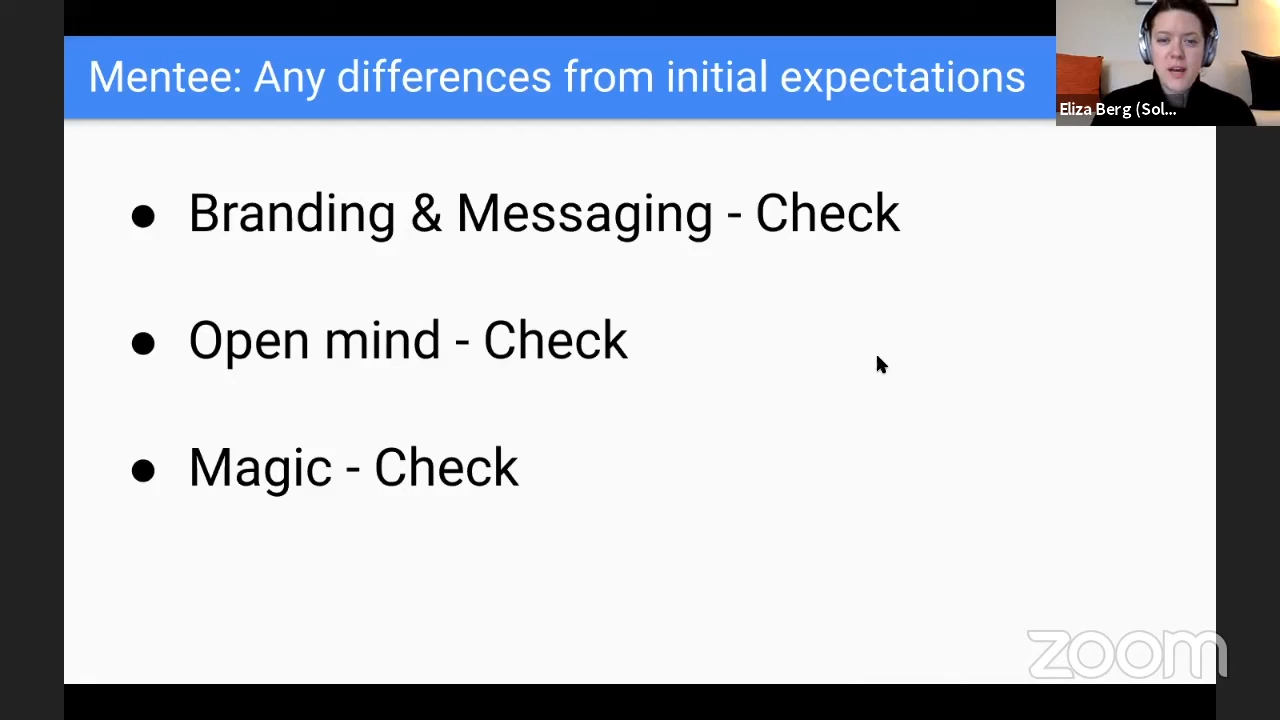 Mentee: Any differences from initial expectations
Eliza Berg (Sol...
● Branding & Messaging - Check
● Open mind - Check
● Magic - Check
zoom